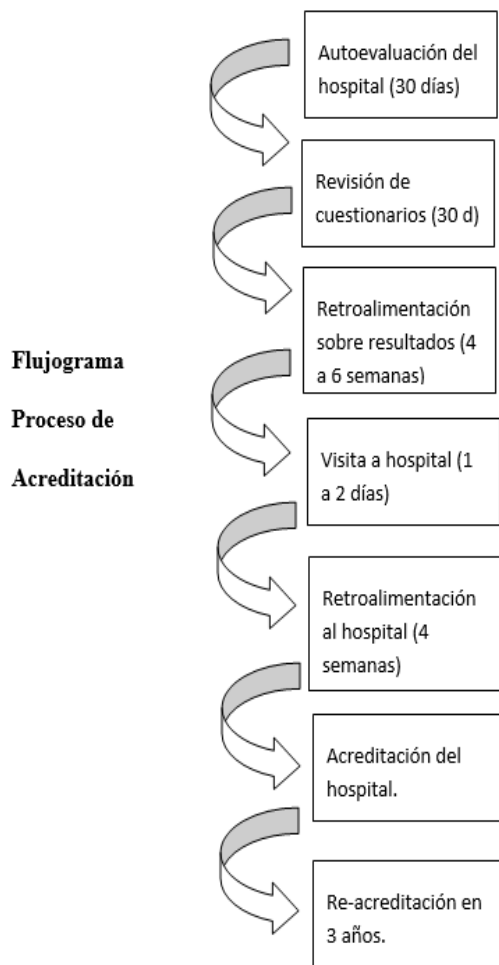 Autoevaluación del
hospital (30 días)
Revisión de
cuestionarios (30 d)
Retroalimentación
sobre resultados (4
a 6 semanas)
Flujograma
Proceso de
Acreditación
Visita a hospital (1
a 2 días)
Retroalimentación
al hospital (4
semanas)
Acreditación del
hospital.
Re-acreditación en
3 años.